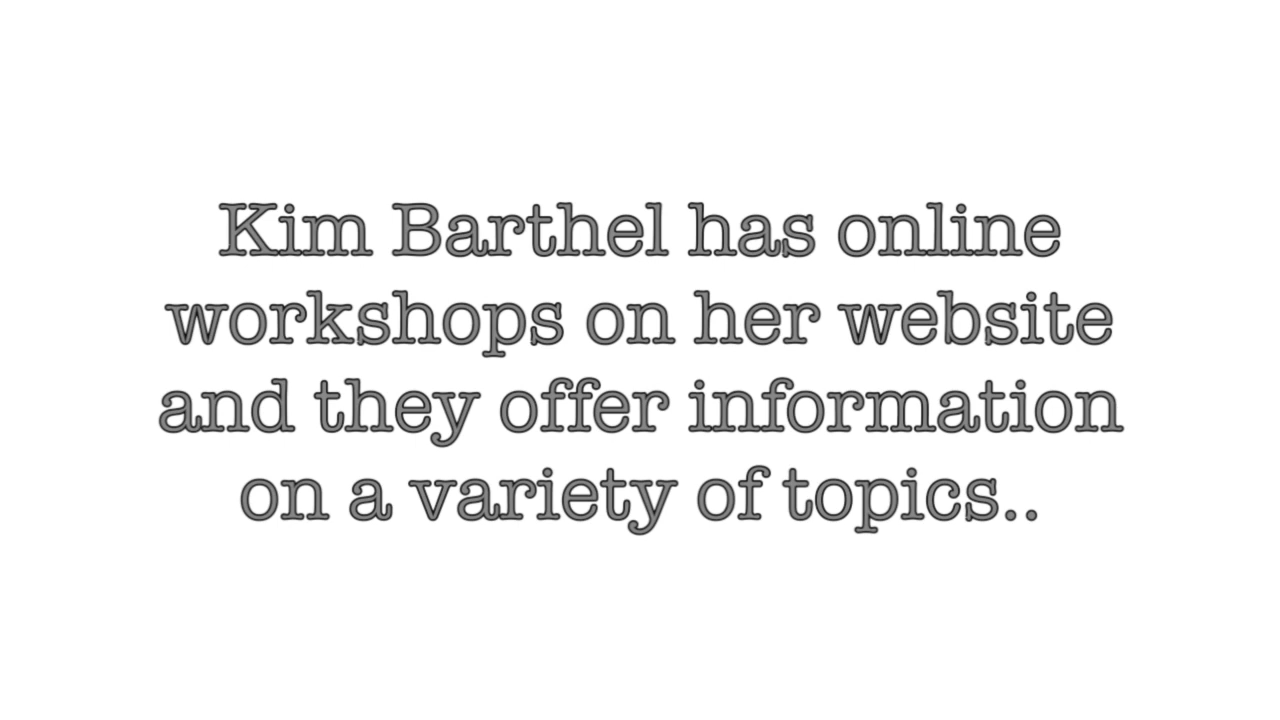 Kim Barthel has online
workshops on her website
and they offer information
on a variety of topics..